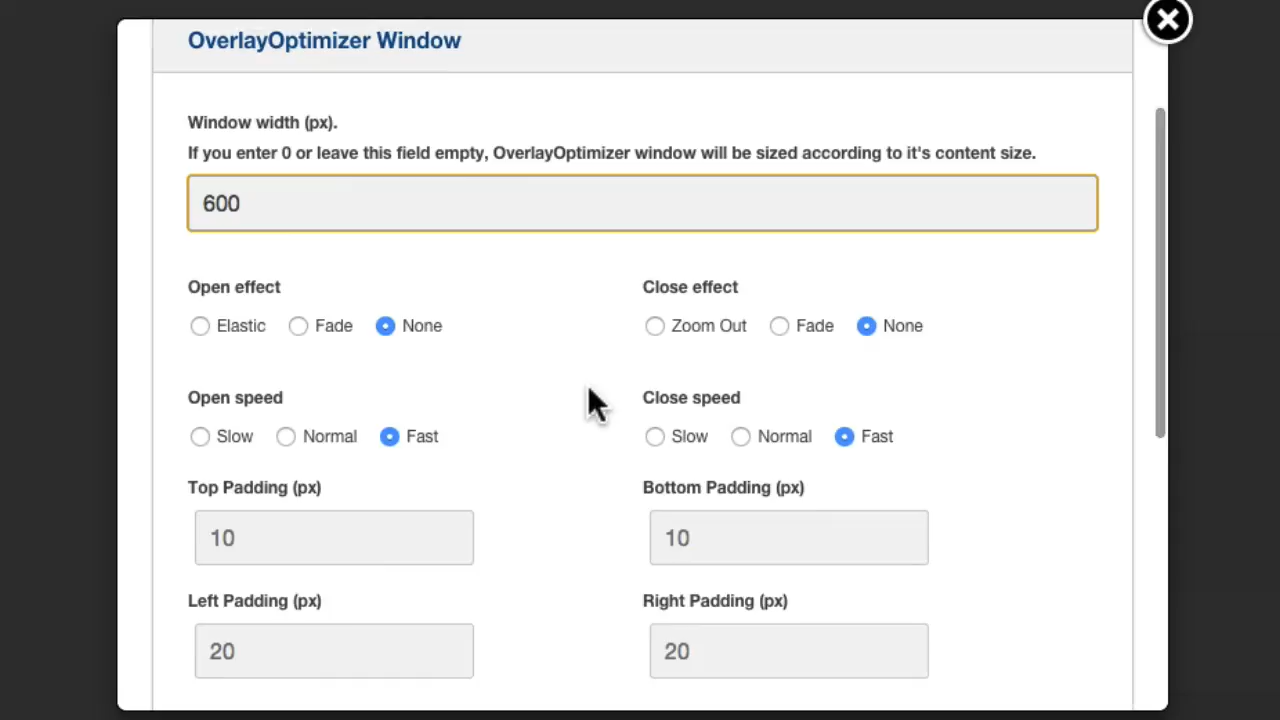 OverlayOptimizer Window
Window width (px).
If you enter 0 or leave this field empty, OverlayOptimizer window will be sized according to it's content size.
600
Open effect
Close effect
Elastic Fade None
Zoom Out Fade None
Open speed
Close speed
Slow Normal Fast
Slow Normal Fast
Top Padding (px)
Bottom Padding (px)
10
10
Left Padding (px)
Right Padding (px)
20
20